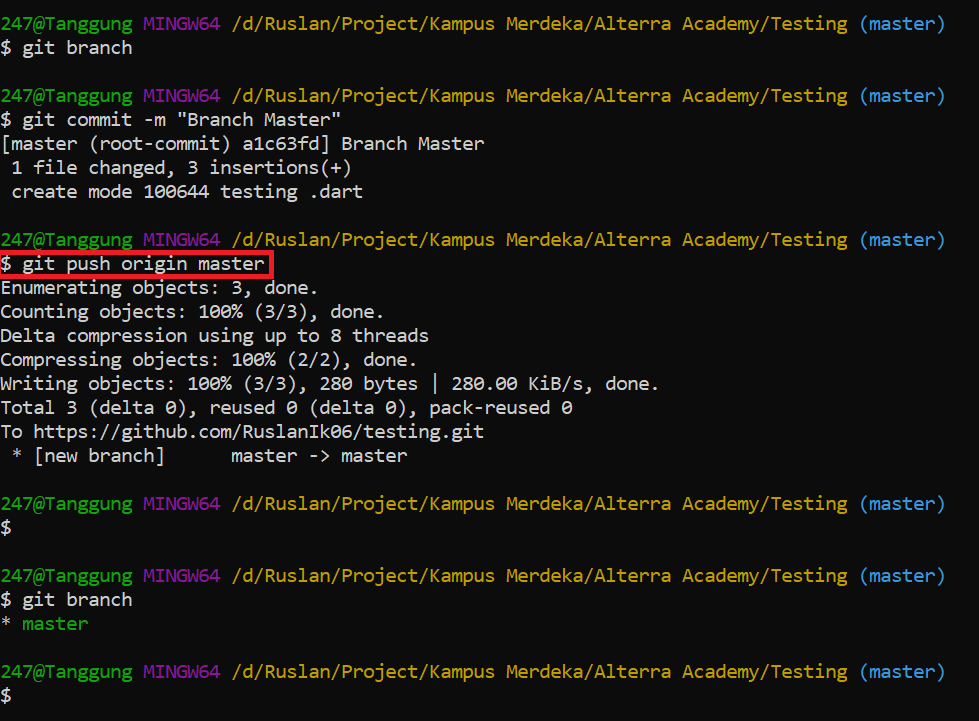 247@Tanggung MINGW64 /d/Ruslan/Project/Kampus Merdeka/Alterra Academy/Testing (master)
$ git branch
247@Tanggung MINGW64 /d/Ruslan/Project/Kampus Merdeka/Alterra Academy/Testing (master)
$ git commit -m "Branch Master"
[master (root-commit) a1c63fd] Branch Master
 1 file changed, 3 insertions(+)
 create mode 100644 testing .dart
247@Tanggung MINGW64 /d/Ruslan/Project/Kampus Merdeka/Alterra Academy/Testing (master)
$ git push origin master
Enumerating objects: 3, done.
Counting objects: 100% (3/3), done.
Delta compression using up to 8 threads
Compressing objects: 100% (2/2), done.
Writing objects: 100% (3/3), 280 bytes | 280.00 KiB/s, done.
Total 3 (delta 0), reused 0 (delta 0), pack-reused 0
To https://github.com/RuslanIk06/testing.git
 * [new branch]      master -> master
247@Tanggung MINGW64 /d/Ruslan/Project/Kampus Merdeka/Alterra Academy/Testing (master)
$
247@Tanggung MINGW64 /d/Ruslan/Project/Kampus Merdeka/Alterra Academy/Testing (master)
$ git branch
* master
247@Tanggung MINGW64 /d/Ruslan/Project/Kampus Merdeka/Alterra Academy/Testing (master)
$